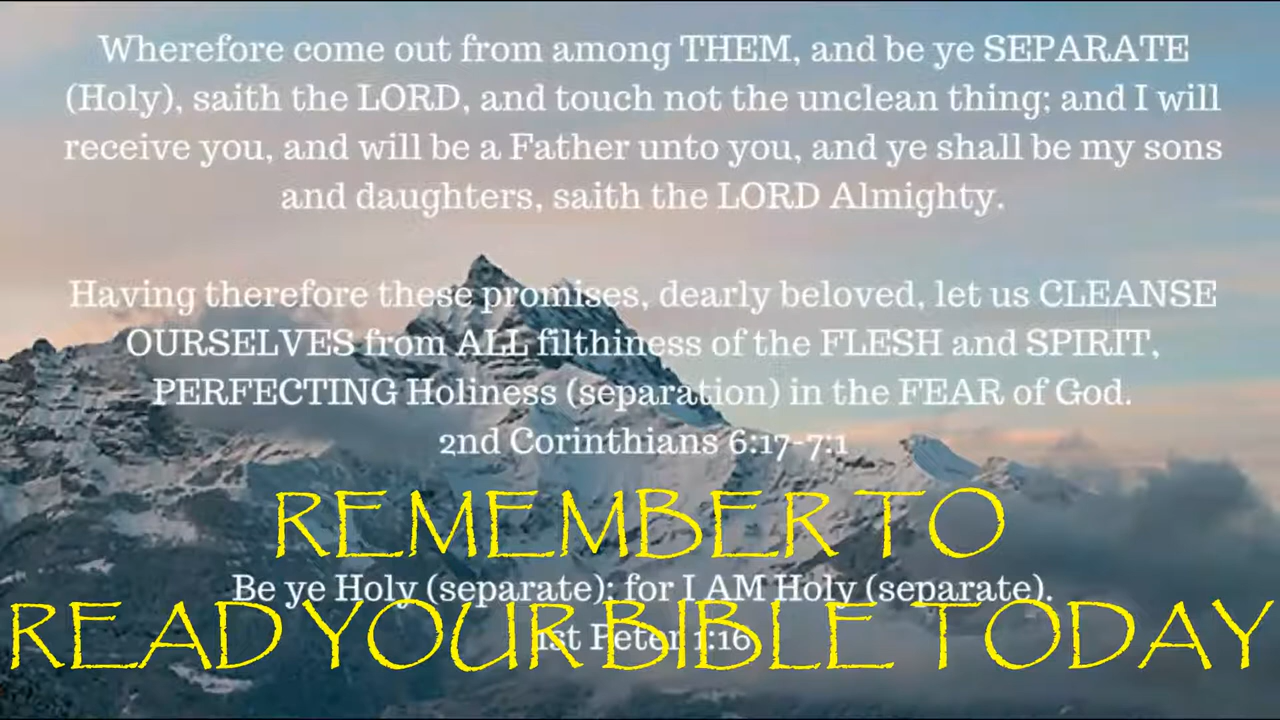 Wherefore come out from among THEM, and be ye SEPARATE
(Holy), saith the LORD, and touch not the unclean thing; and I will
receive you, and will be a Father unto you, and ye shall be my sons
and daughters, saith the LORD Almighty.
Having therefore these promises, dearly beloved, let us CLEANSE
OURSELVES from ALL filthiness of the FLESH and SPIRIT,
PERFECTING Holiness (separation) in the FEAR of God.
2nd Corinthians 6:17-7:1
REMEMBER TO
Be ye Holy (separate); for I AM Holy (separate).
READ YOUR BIBLE TODAY
1st Peter 1:16